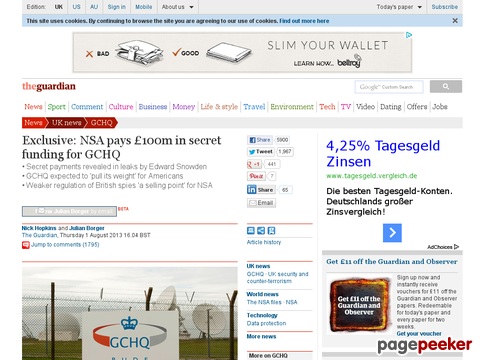 Edition: UK US AU Sign in Mobile About us Today's paper Subscribe
This site uses cookies. By continuing to browse the site you are agreeing to our use of cookies. Find out more here
BAD GOOD SLIM YOUR WALLET
LEARN HOW... bellroy
theguardian
Google Custom Search
News Sport Comment Culture Business Money Life & style Travel Environment Tech TV Video Dating Offers Jobs
News UK news GCHQ
Exclusive: NSA pays £100m in secret
funding for GCHQ
• Secret payments revealed in leaks by Edward Snowden
• GCHQ expected to 'pull its weight' for Americans
• Weaker regulation of British spies 'a selling point' for NSA
BETA
Nick Hopkins and Julian Borger
The Guardian, Thursday 1 August 2013 16.04 BST
Jump to comments (1795)
GCHQ
BUDE
Share 5900
Tweet 1,967
+1 441
Pin it 7
Share 65
Email
Article history
UK news
GCHQ · UK security and
counter-terrorism
World news
The NSA files · NSA
Technology
Data protection
More news
More on GCHQ
4,25% Tagesgeld
Zinsen
www.tagesgeld.vergleich.de
Die besten Tagesgeld-Konten.
Deutschlands großer
Zinsvergleich!
AdChoices
Get £11 off the Guardian and Observer
Get £11 off
the Guardian
and Observer
Sign up now and
instantly receive
vouchers for £11 off the
Guardian and Observer
papers. Redeemable
for today's paper and
every paper for two
weeks.
Get your voucher
pagepeeker